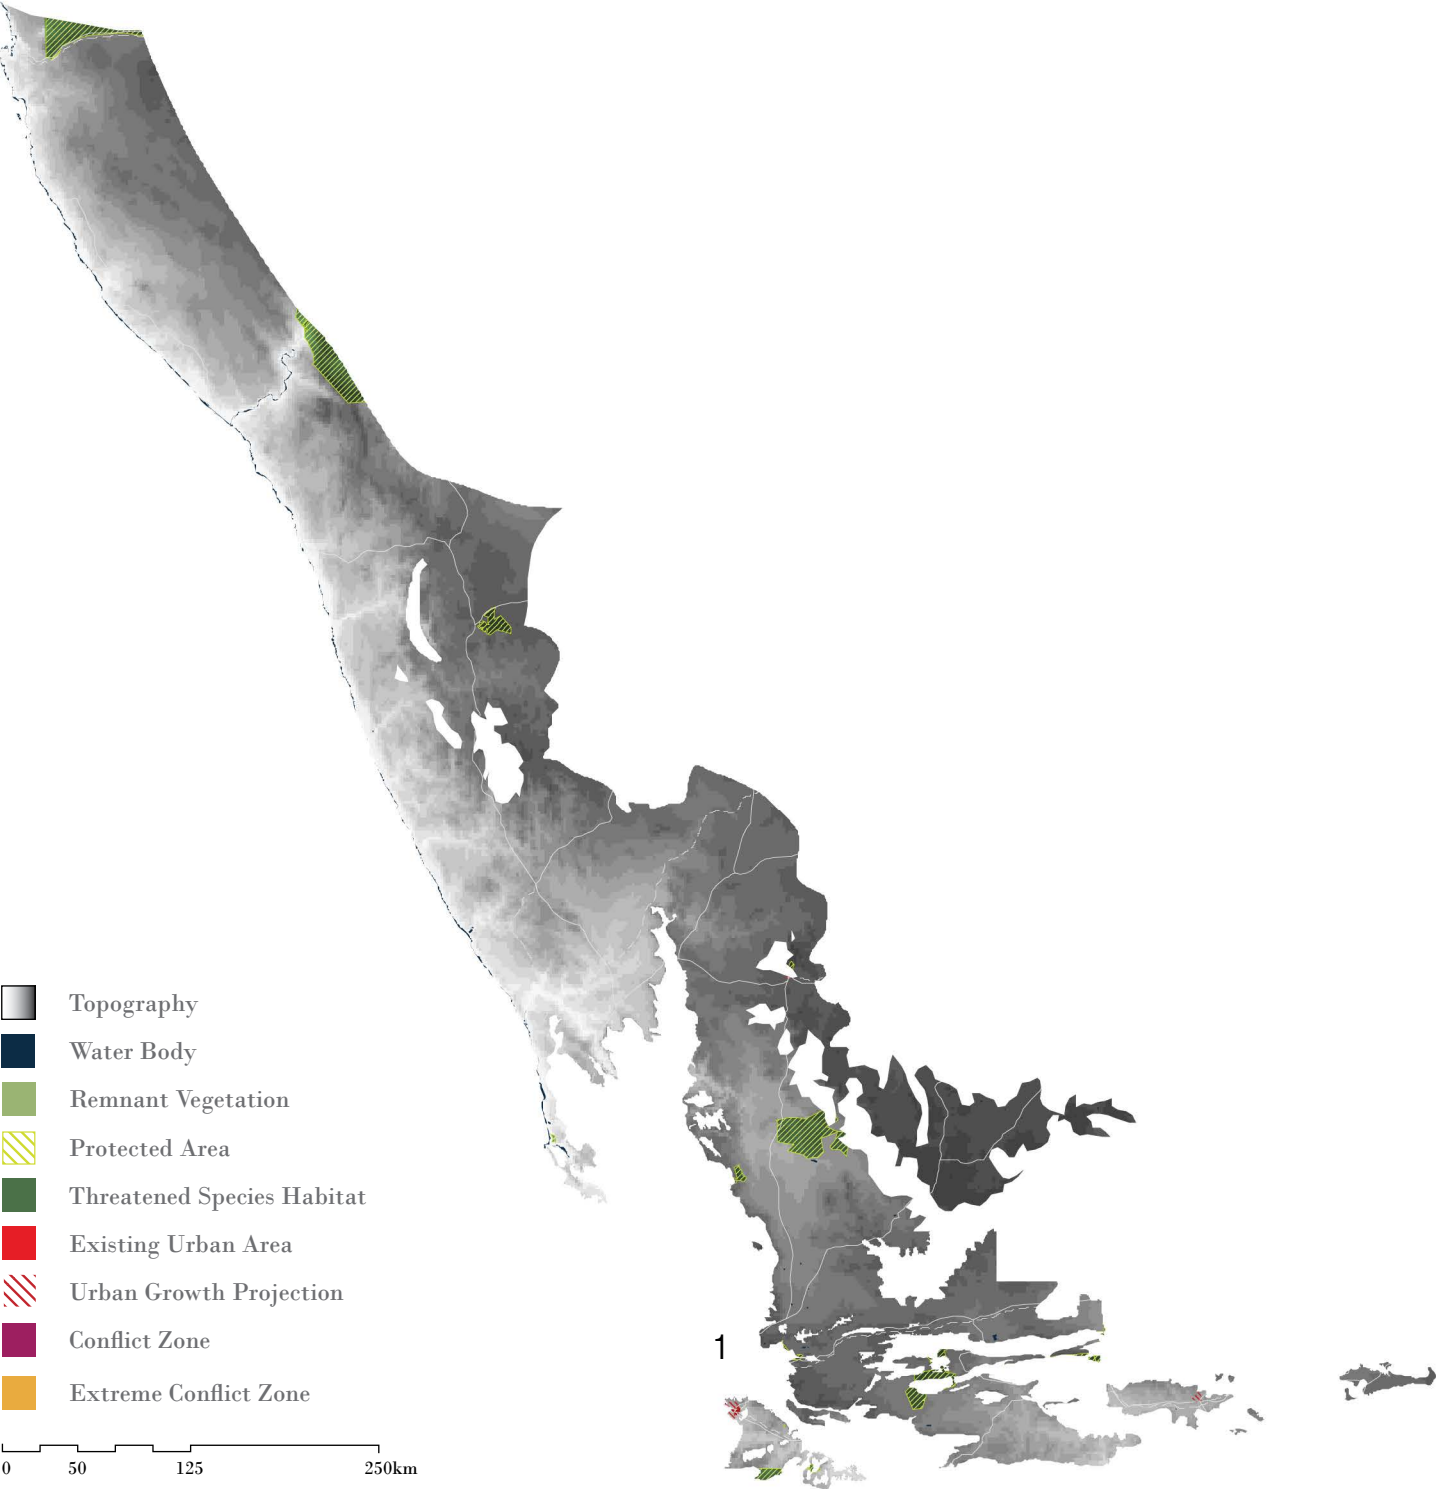 Topography
Water Body
Remnant Vegetation
Protected Area
Threatened Species Habitat
Existing Urban Area
Urban Growth Projection
Conflict Zone
Extreme Conflict Zone
0 50 125 250km
1